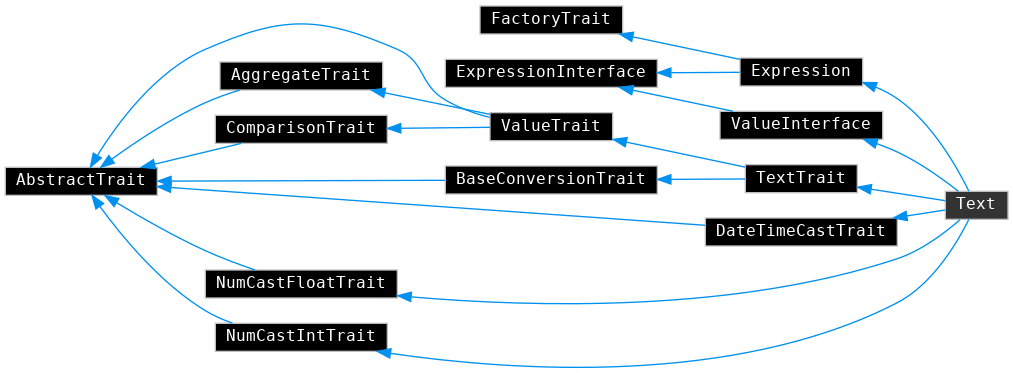 FactoryTrait
Expression
AggregateTrait
ExpressionInterface
ValueInterface
ComparisonTrait
ValueTrait
AbstractTrait
BaseConversionTrait
TextTrait
Text
DateTimeCastTrait
NumCastFloatTrait
NumCastIntTrait